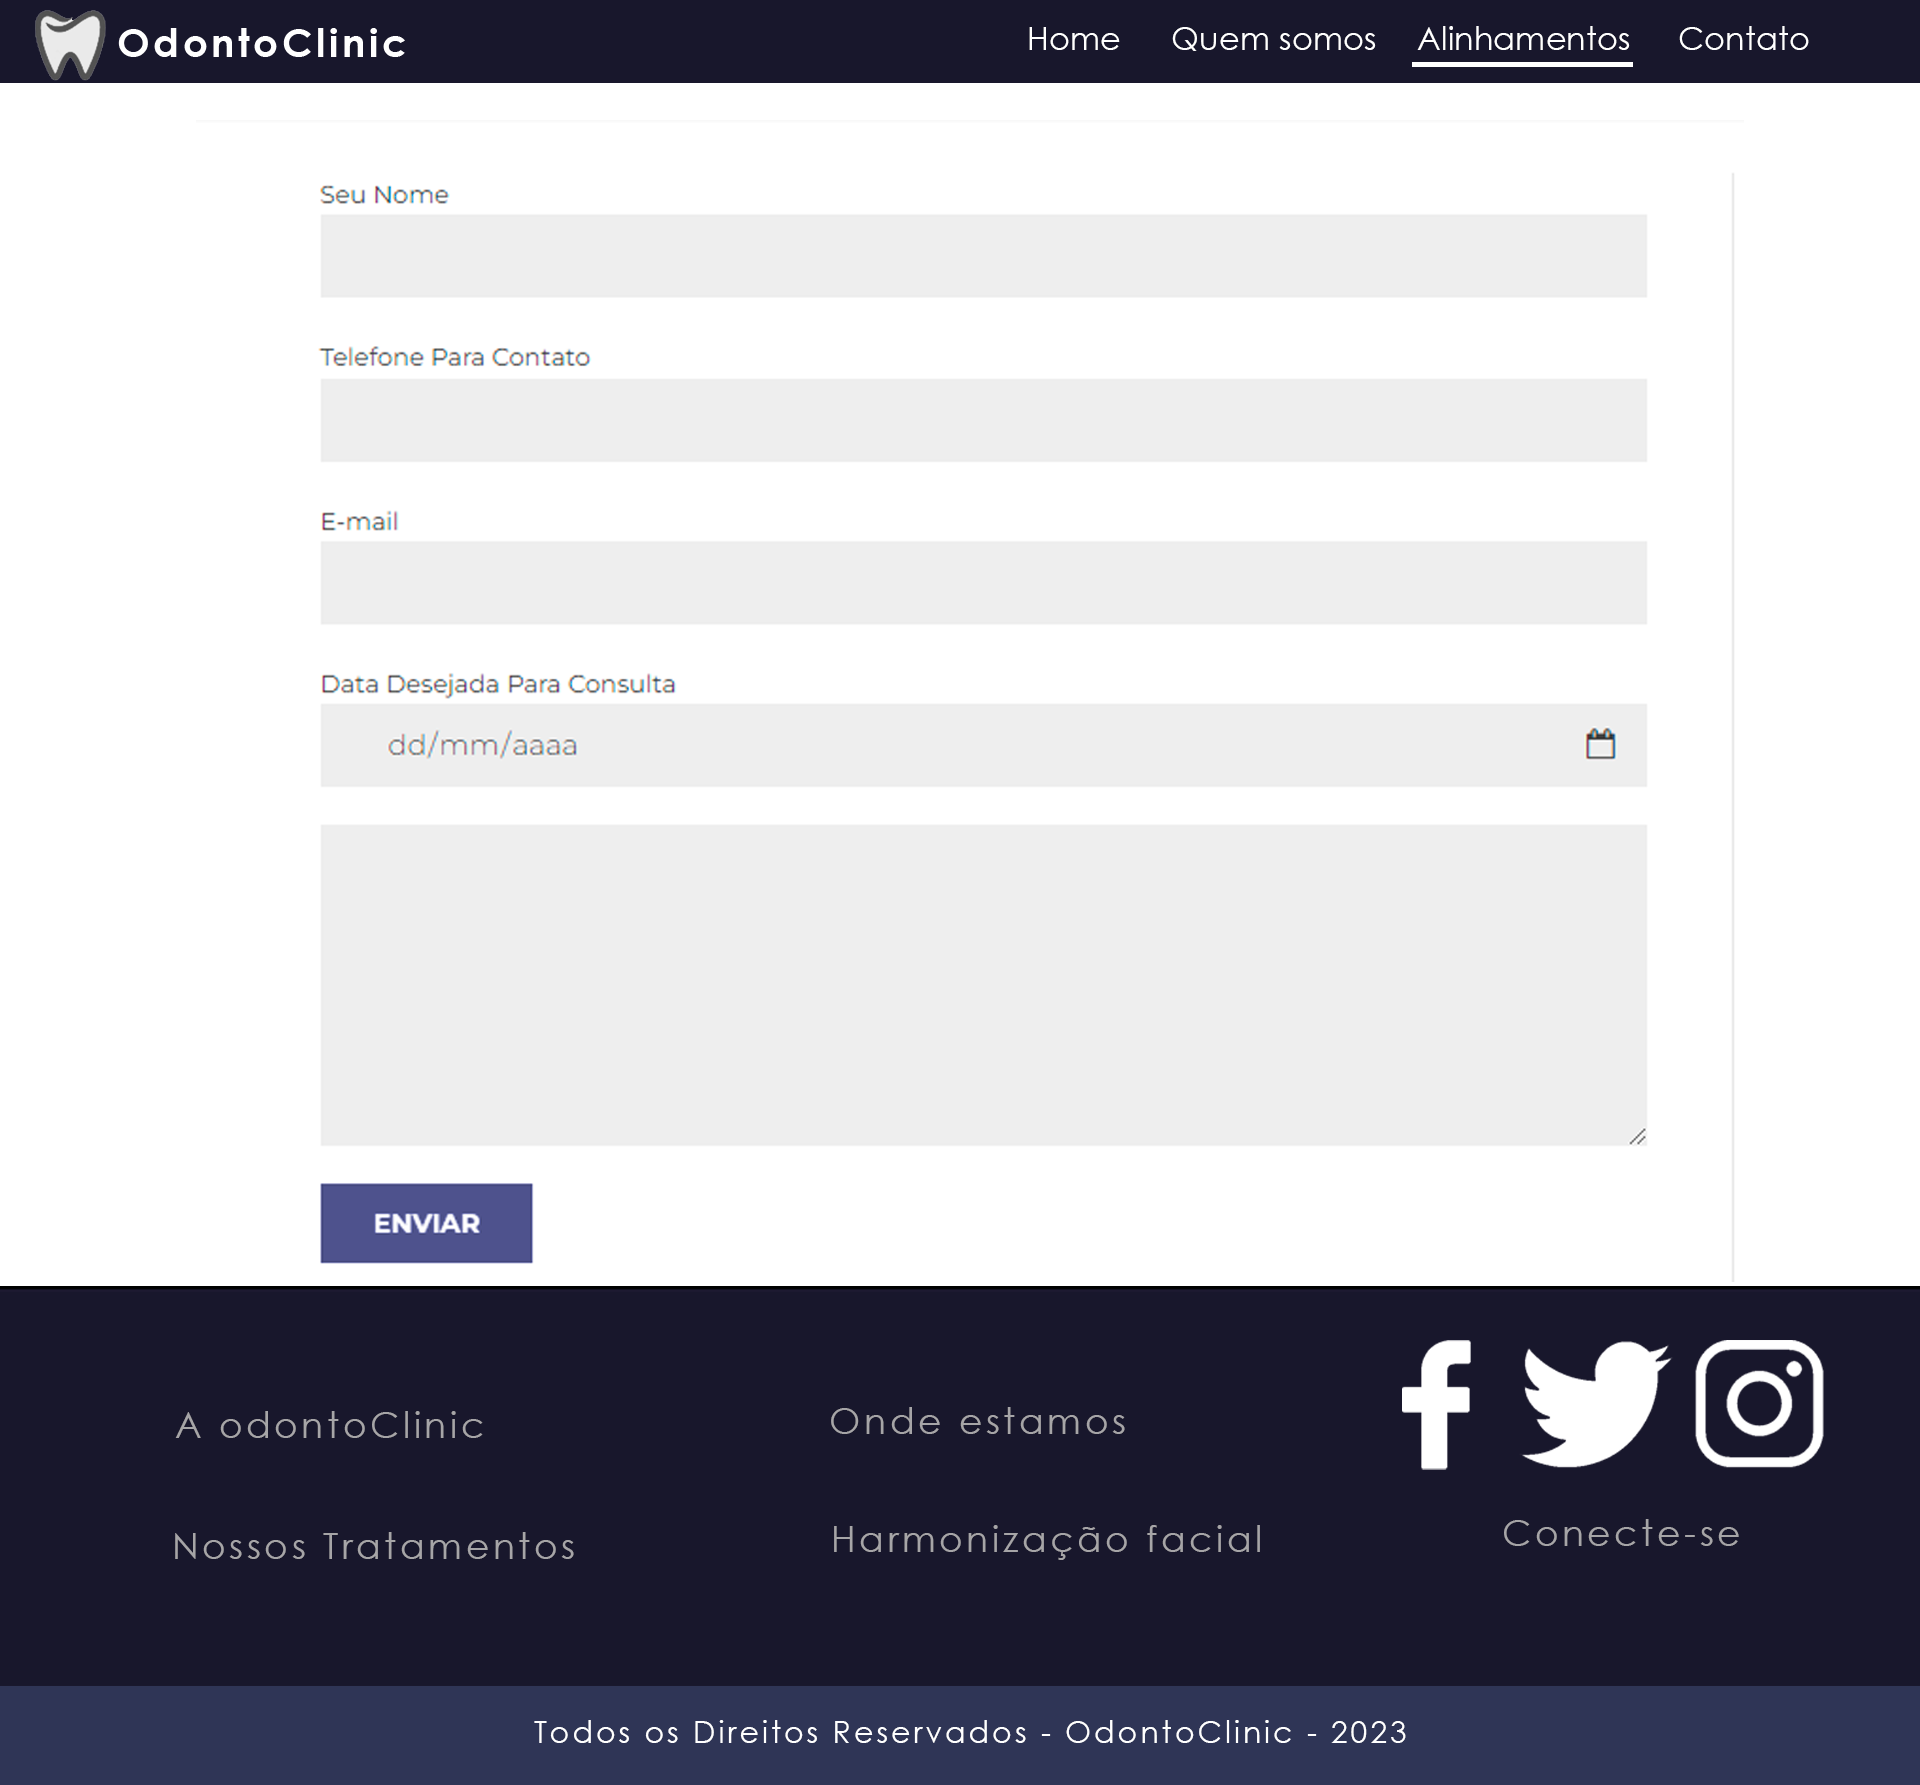 OdontoClinic
Home Quem somos Alinhamentos Contato
Seu Nome
Telefone Para Contato
E-mail
Data Desejada Para Consulta
dd/mm/aaaa
ENVIAR
A odontoClinic
Onde estamos
Nossos Tratamentos
Harmonização facial
Conecte-se
Todos os Direitos Reservados - OdontoClinic - 2023